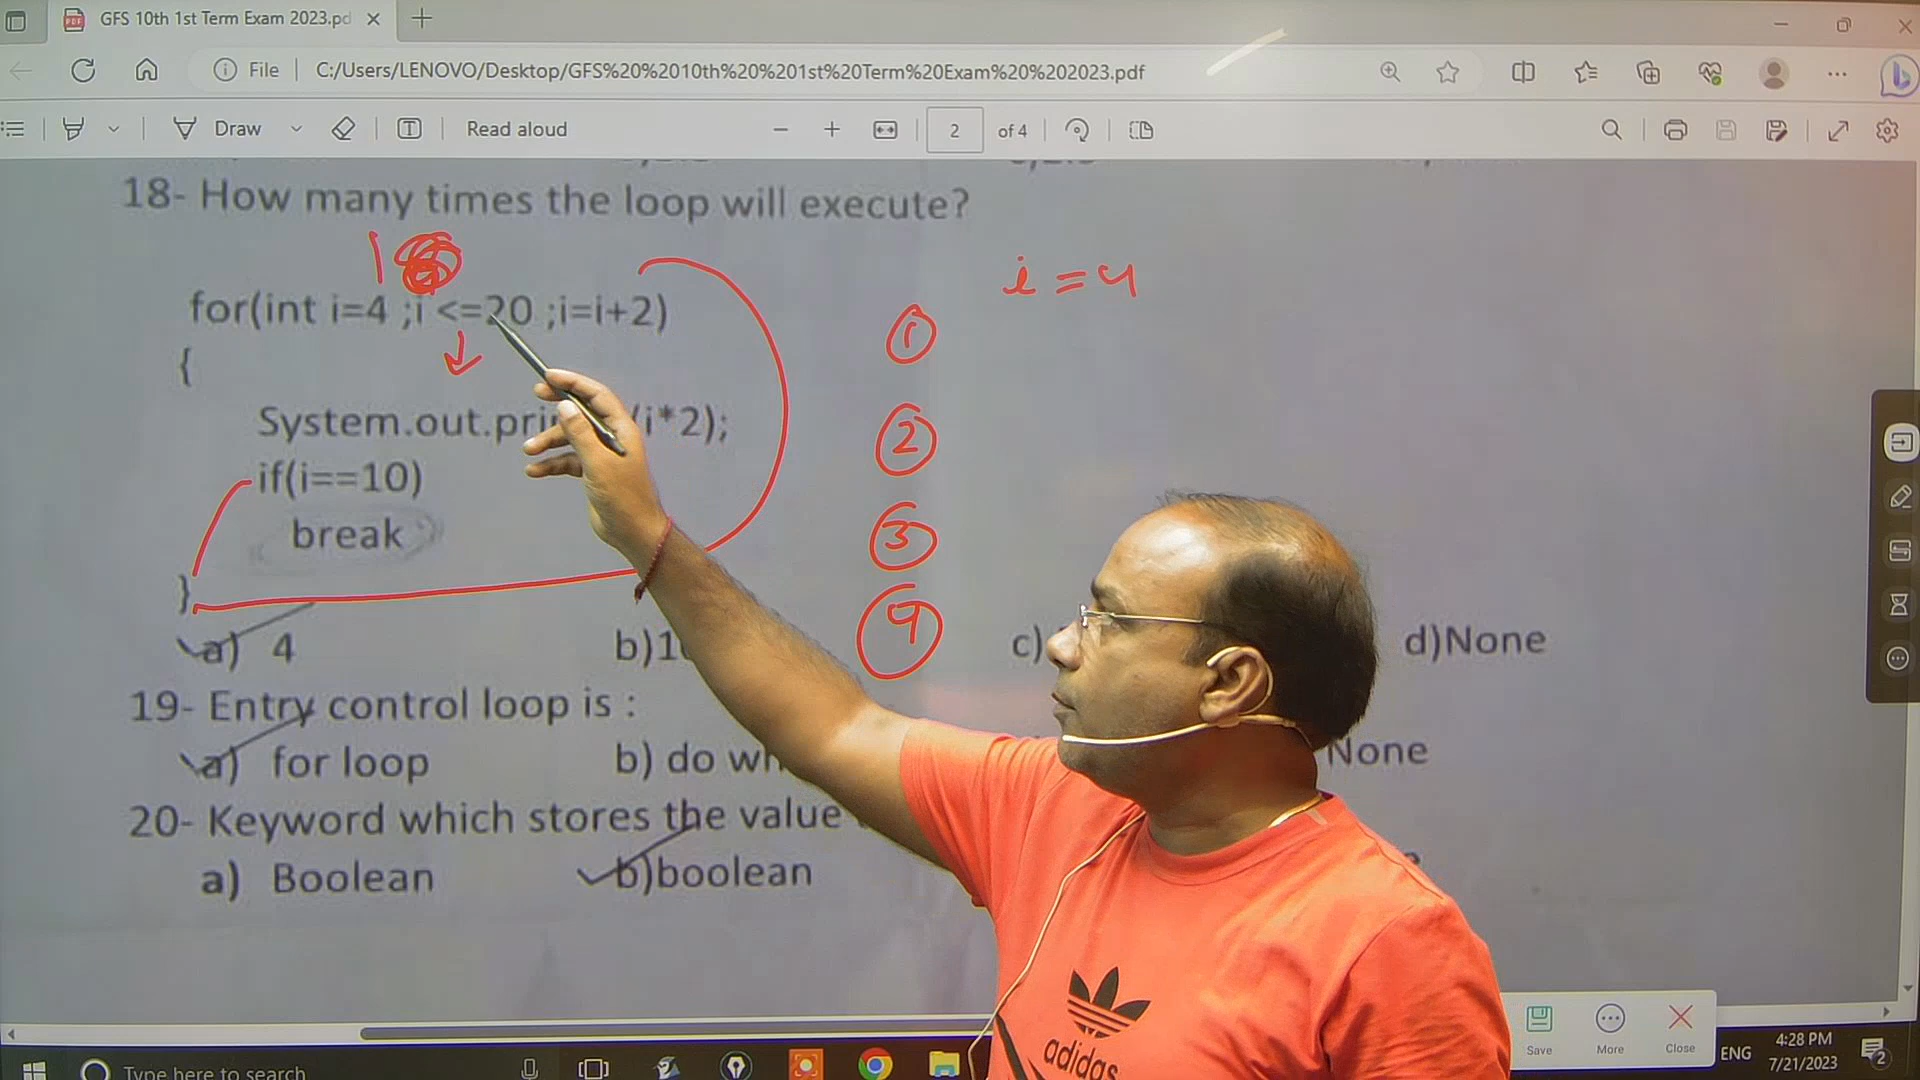 GFS 10th 1st Term Exam 2023.pd
File
C:/Users/LENOVO/Desktop/GFS%20%2010th%20%201st%20Term%20Exam%20%202023.pdf
Draw
Read aloud
2
of 4
18- How many times the loop will execute?
1
i = 4
for(int i=4 ;i <=20 ;i=i+2)
1
{
2
System.out.pri (i*2);
if(i==10)
3
break
}
4
a) 4
b)1
c)
d)None
19- Entry control loop is :
a) for loop
b) do wh
None
20- Keyword which stores the value
a) Boolean
b)boolean
adidas
Save
More
Close
Type here to search
ENG
4:28 PM
7/21/2023
2